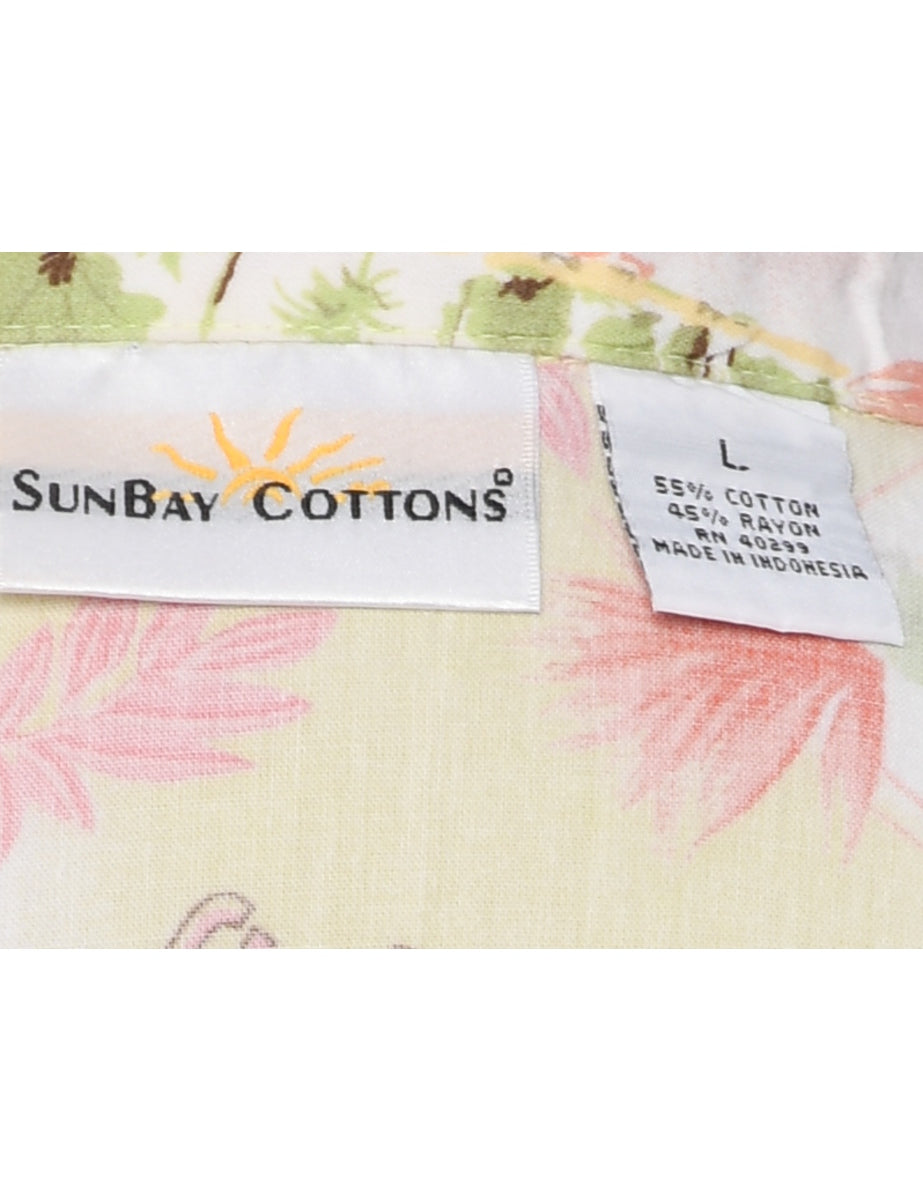 SUNBAY COTTONS
L
55% COTTON
45% RAYON
RN 40299
MADE IN INDONESIA